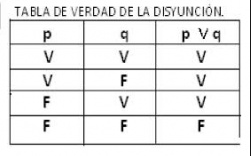 TABLA DE VERDAD DE LA DISYUNCIÓN.
p q p V q
V V V
V F V
F V V
F F F